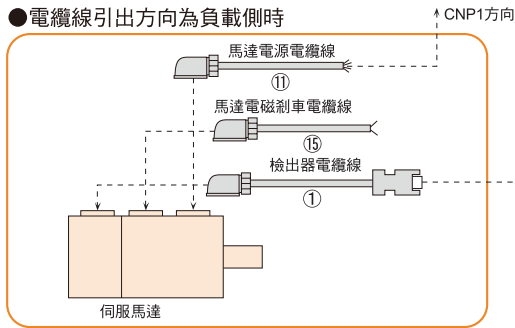 ●電纜線引出方向為負載側時
CNP1方向
馬達電源電纜線
⑪
馬達電磁剎車電纜線
⑮
檢出器電纜線
①
伺服馬達